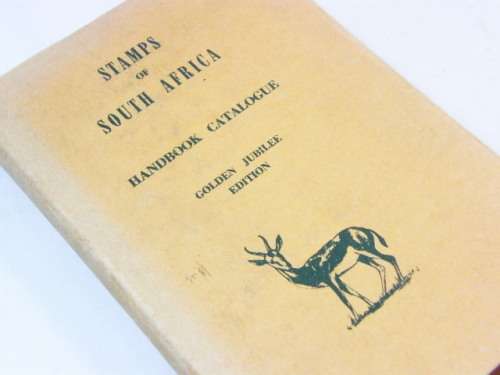 STAMPS
OF
SOUTH AFRICA
HANDBOOK CATALOGUE
GOLDEN JUBILEE
EDITION